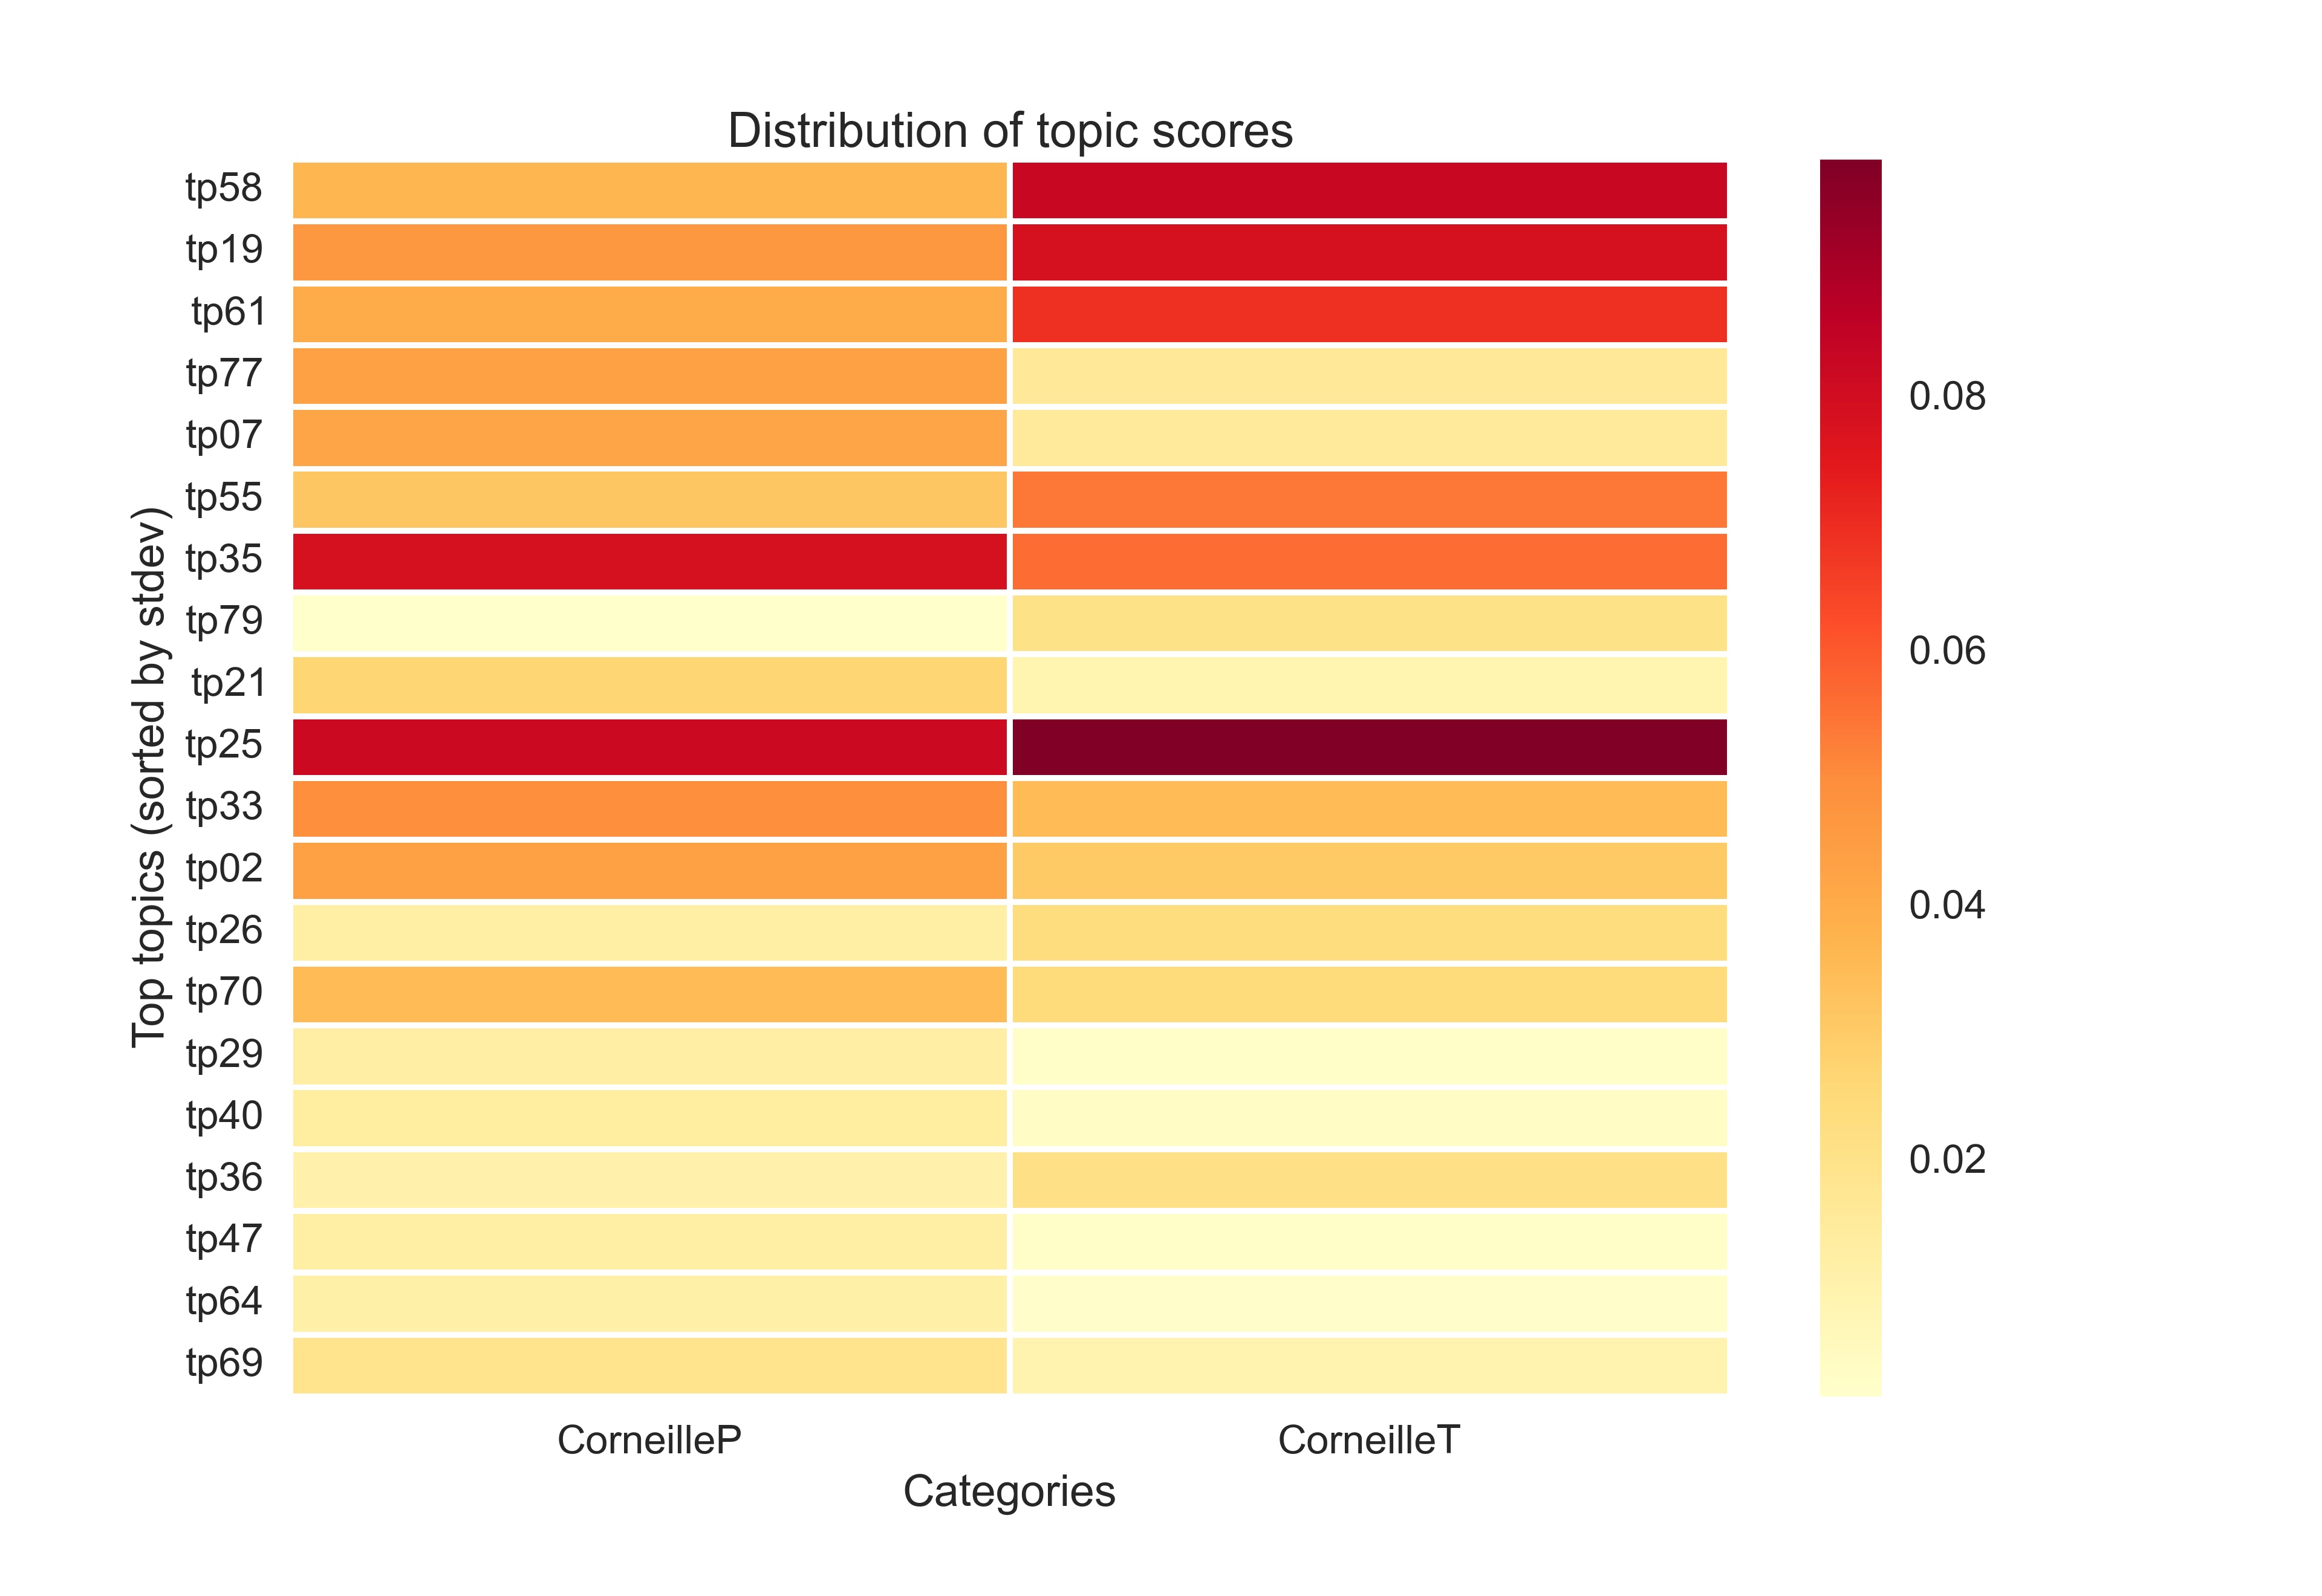 Distribution of topic scores
Top topics (sorted by stdev)
tp58
tp19
tp61
tp77
tp07
tp55
tp35
tp79
tp21
tp25
tp33
tp02
tp26
tp70
tp29
tp40
tp36
tp47
tp64
tp69
CorneilleP
CorneilleT
Categories
0.08
0.06
0.04
0.02